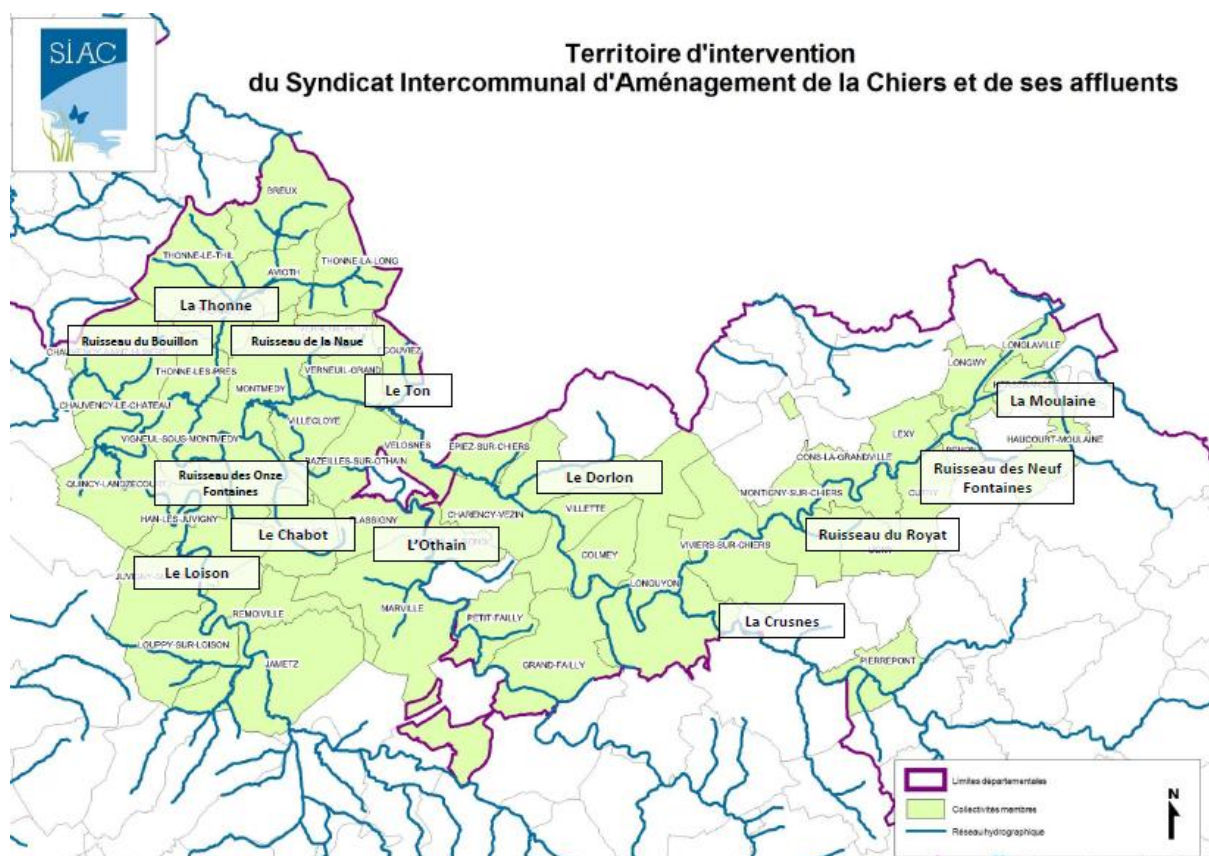 SIAC
Territoire d'intervention
du Syndicat Intercommunal d'Aménagement de la Chiers et de ses affluents
BREUX
THONNE-LE-THIL
AVIOTH
THONNE-LA-LONG
La Thonne
Ruisseau du Bouillon
Ruisseau de la Naue
ECOUVIEZ
THONNE-LES-PRES
VERNEUIL-GRAND
LONGLAVILLE
LONGWY
MONTMEDY
Le Ton
La Moulaine
CHAUVENCY-LE-CHATEAU
VILLECLOYE
LEXY
VIGNEUL-SOUS-MONTMEDY
VELOSNES
EPIEZ-SUR-CHIERS
HAUCOURT-MOULAINE
BAZEILLES-SUR-OTHAIN
CONS-LA-GRANDVILLE
Ruisseau des Onze
Fontaines
Le Dorlon
Ruisseau des Neuf
Fontaines
QUINCY-LANDZECOURT
MONTIGNY-SUR-CHIERS
VILLETTE
CHARENCY-VEZIN
HAN-LES-JUVIGNY
Le Chabot
L'Othain
Ruisseau du Royat
VIVIERS-SUR-CHIERS
COLMEY
Le Loison
LONGUYON
MARVILLE
REMOIVILLE
PETIT-FAILLY
La Crusnes
LOUPPY-SUR-LOISON
JAMETZ
GRAND-FAILLY
PIERREPONT
Limites départementales
Collectivités membres
Réseau hydrographique
N